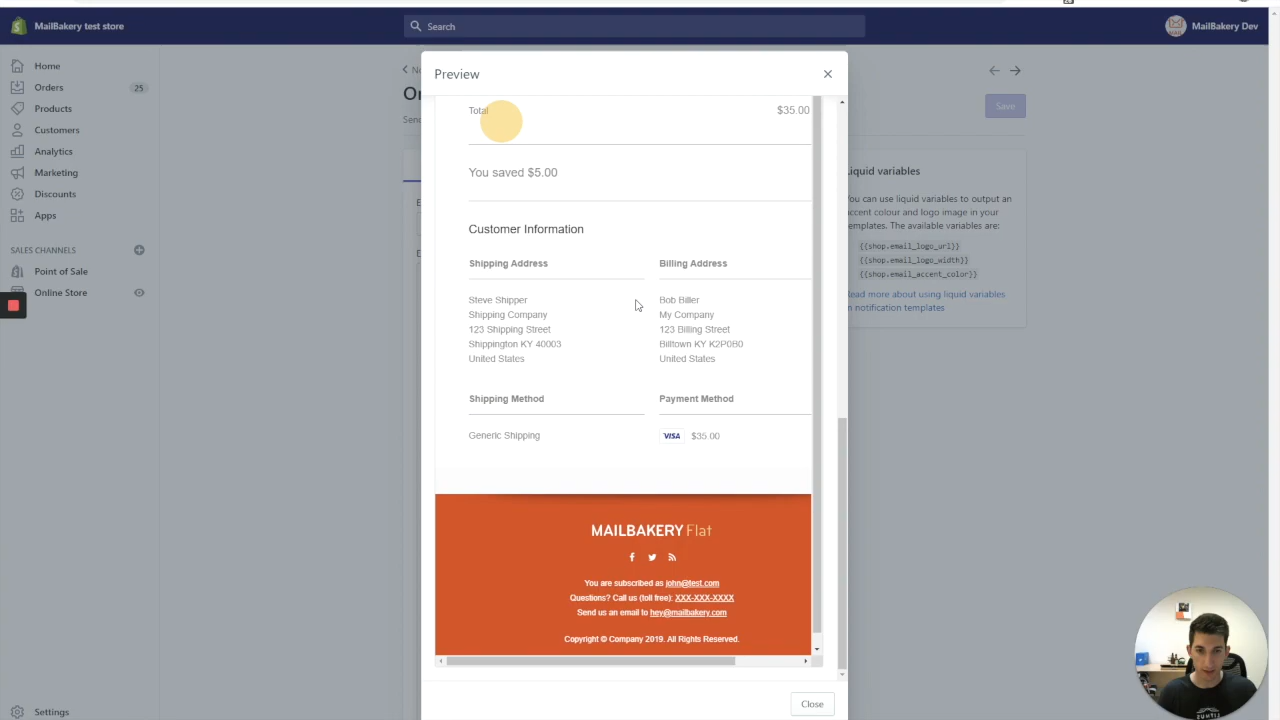 MailBakery test store
Search
MailBakery Dev
Home
Orders 25
Products
Customers
Analytics
Marketing
Discounts
Apps
SALES CHANNELS
Point of Sale
Online Store
Settings
Save
Preview
Total $35.00
You saved $5.00
Customer Information
Shipping Address Billing Address
Steve Shipper Bob Biller
Shipping Company My Company
123 Shipping Street 123 Billing Street
Shippington KY 40003 Billtown KY K2P0B0
United States United States
Shipping Method Payment Method
Generic Shipping VISA $35.00
MAILBAKERY Flat
You are subscribed as john@test.com
Questions? Call us (toll free): XXX-XXX-XXXX
Send us an email to hey@mailbakery.com
Copyright © Company 2019. All Rights Reserved.
Close
Liquid variables
You can use liquid variables to output an
accent colour and logo image in your
templates. The available variables are:
{{shop.email_logo_url}}
{{shop.email_logo_width}}
{{shop.email_accent_color}}
Read more about using liquid variables
in notification templates